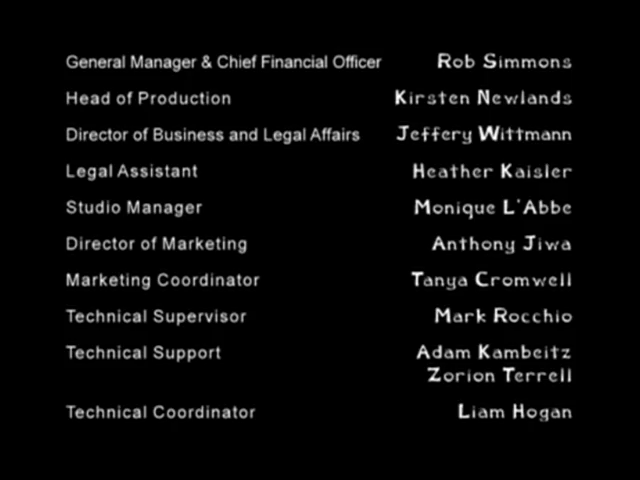 General Manager & Chief Financial Officer Rob Simmons
Head of Production Kirsten Newlands
Director of Business and Legal Affairs Jeffery Wittmann
Legal Assistant Heather Kaisler
Studio Manager Monique L'Abbe
Director of Marketing Anthony Jiwa
Marketing Coordinator Tanya Cromwell
Technical Supervisor Mark Rocchio
Technical Support Adam Kambeitz
Zorion Terrell
Technical Coordinator Liam Hogan